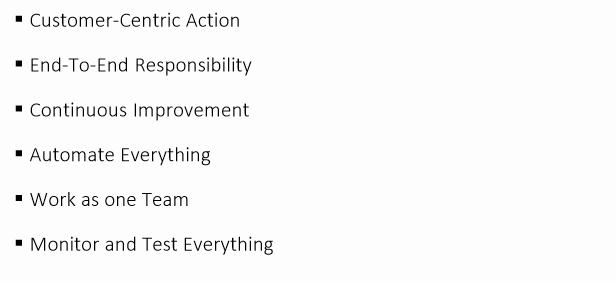 ▪ Customer-Centric Action
▪ End-To-End Responsibility
▪ Continuous Improvement
▪ Automate Everything
▪ Work as one Team
▪ Monitor and Test Everything